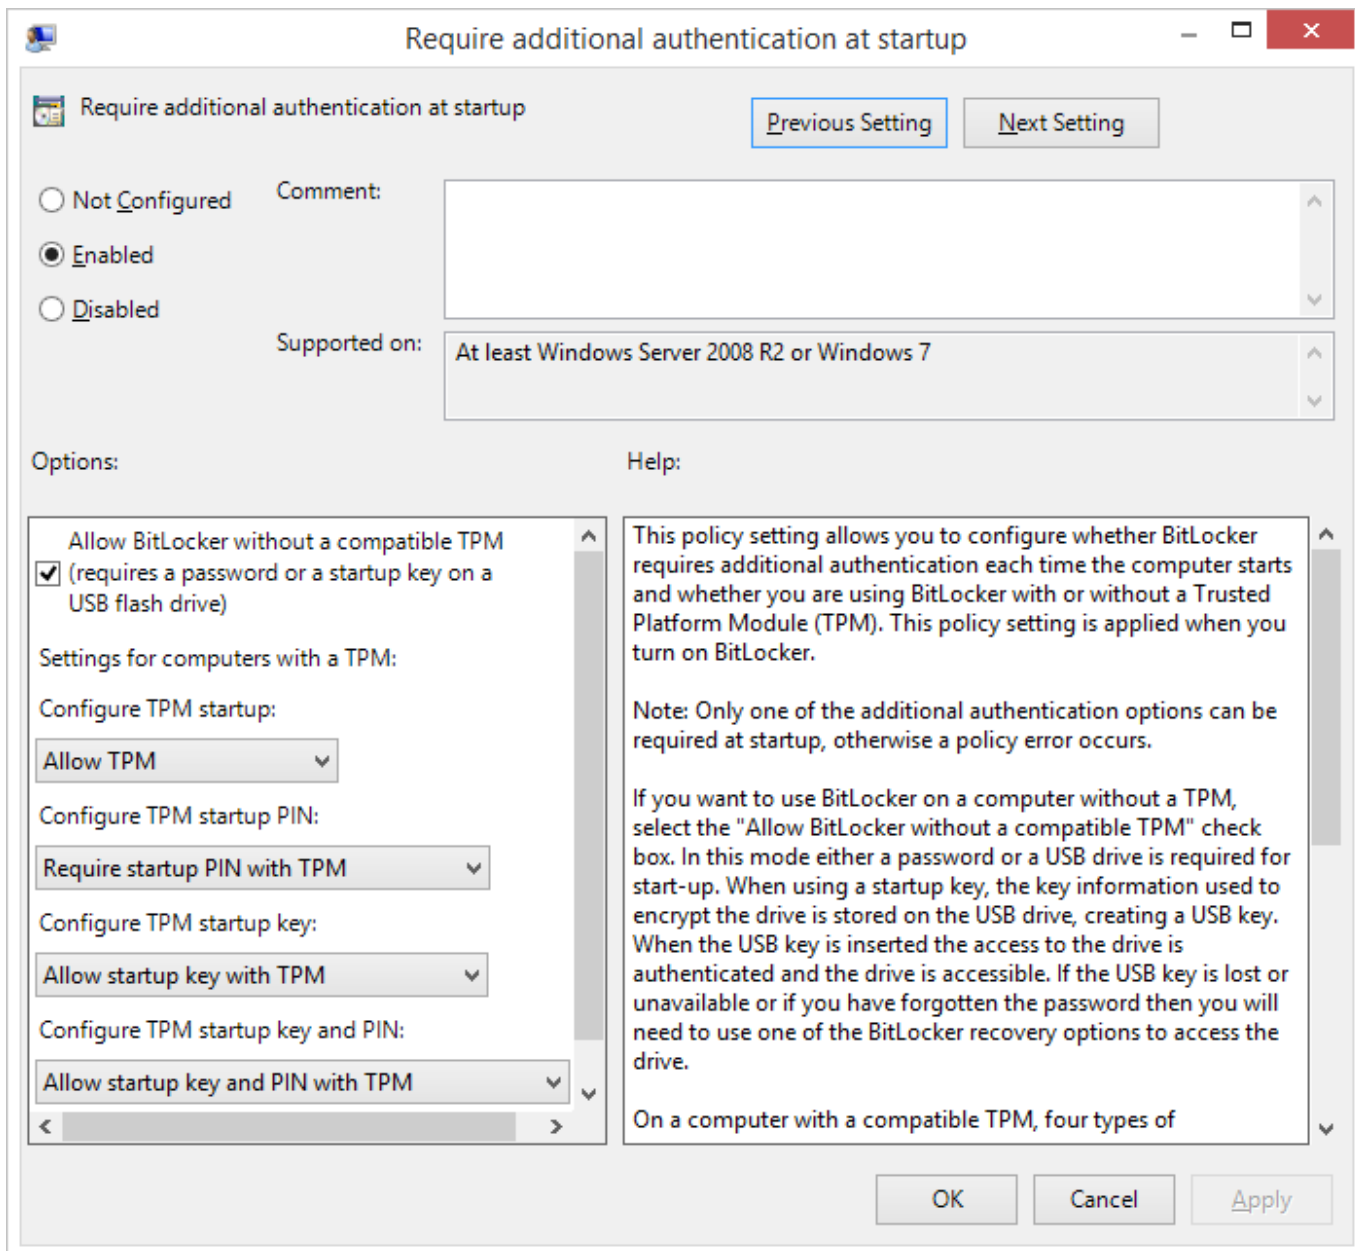 Require additional authentication at startup
Require additional authentication at startup
Previous Setting
Next Setting
Not Configured
Enabled
Disabled
Comment:
Supported on:
At least Windows Server 2008 R2 or Windows 7
Options:
Help:
Allow BitLocker without a compatible TPM
(requires a password or a startup key on a
USB flash drive)
Settings for computers with a TPM:
Configure TPM startup:
Allow TPM
Configure TPM startup PIN:
Require startup PIN with TPM
Configure TPM startup key:
Allow startup key with TPM
Configure TPM startup key and PIN:
Allow startup key and PIN with TPM
This policy setting allows you to configure whether BitLocker
requires additional authentication each time the computer starts
and whether you are using BitLocker with or without a Trusted
Platform Module (TPM). This policy setting is applied when you
turn on BitLocker.
Note: Only one of the additional authentication options can be
required at startup, otherwise a policy error occurs.
If you want to use BitLocker on a computer without a TPM,
select the "Allow BitLocker without a compatible TPM" check
box. In this mode either a password or a USB drive is required for
start-up. When using a startup key, the key information used to
encrypt the drive is stored on the USB drive, creating a USB key.
When the USB key is inserted the access to the drive is
authenticated and the drive is accessible. If the USB key is lost or
unavailable or if you have forgotten the password then you will
need to use one of the BitLocker recovery options to access the
drive.
On a computer with a compatible TPM, four types of
OK
Cancel
Apply